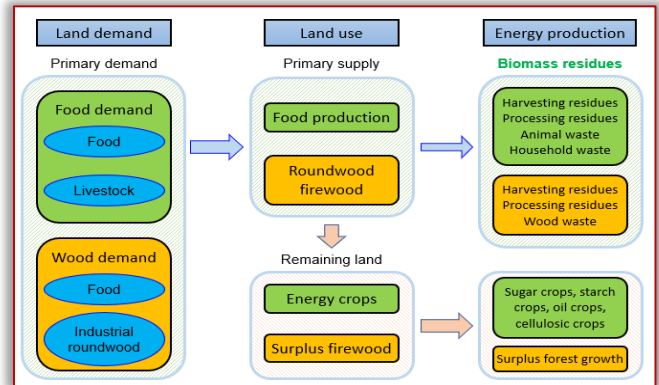 Land demand
Primary demand
Food demand
Food
Livestock
Wood demand
Food
Industrial
roundwood
Land use
Primary supply
Food production
Roundwood
firewood
Remaining land
Energy crops
Surplus firewood
Energy production
Biomass residues
Harvesting residues
Processing residues
Animal waste
Household waste
Harvesting residues
Processing residues
Wood waste
Sugar crops, starch
crops, oil crops,
cellulosic crops
Surplus forest growth